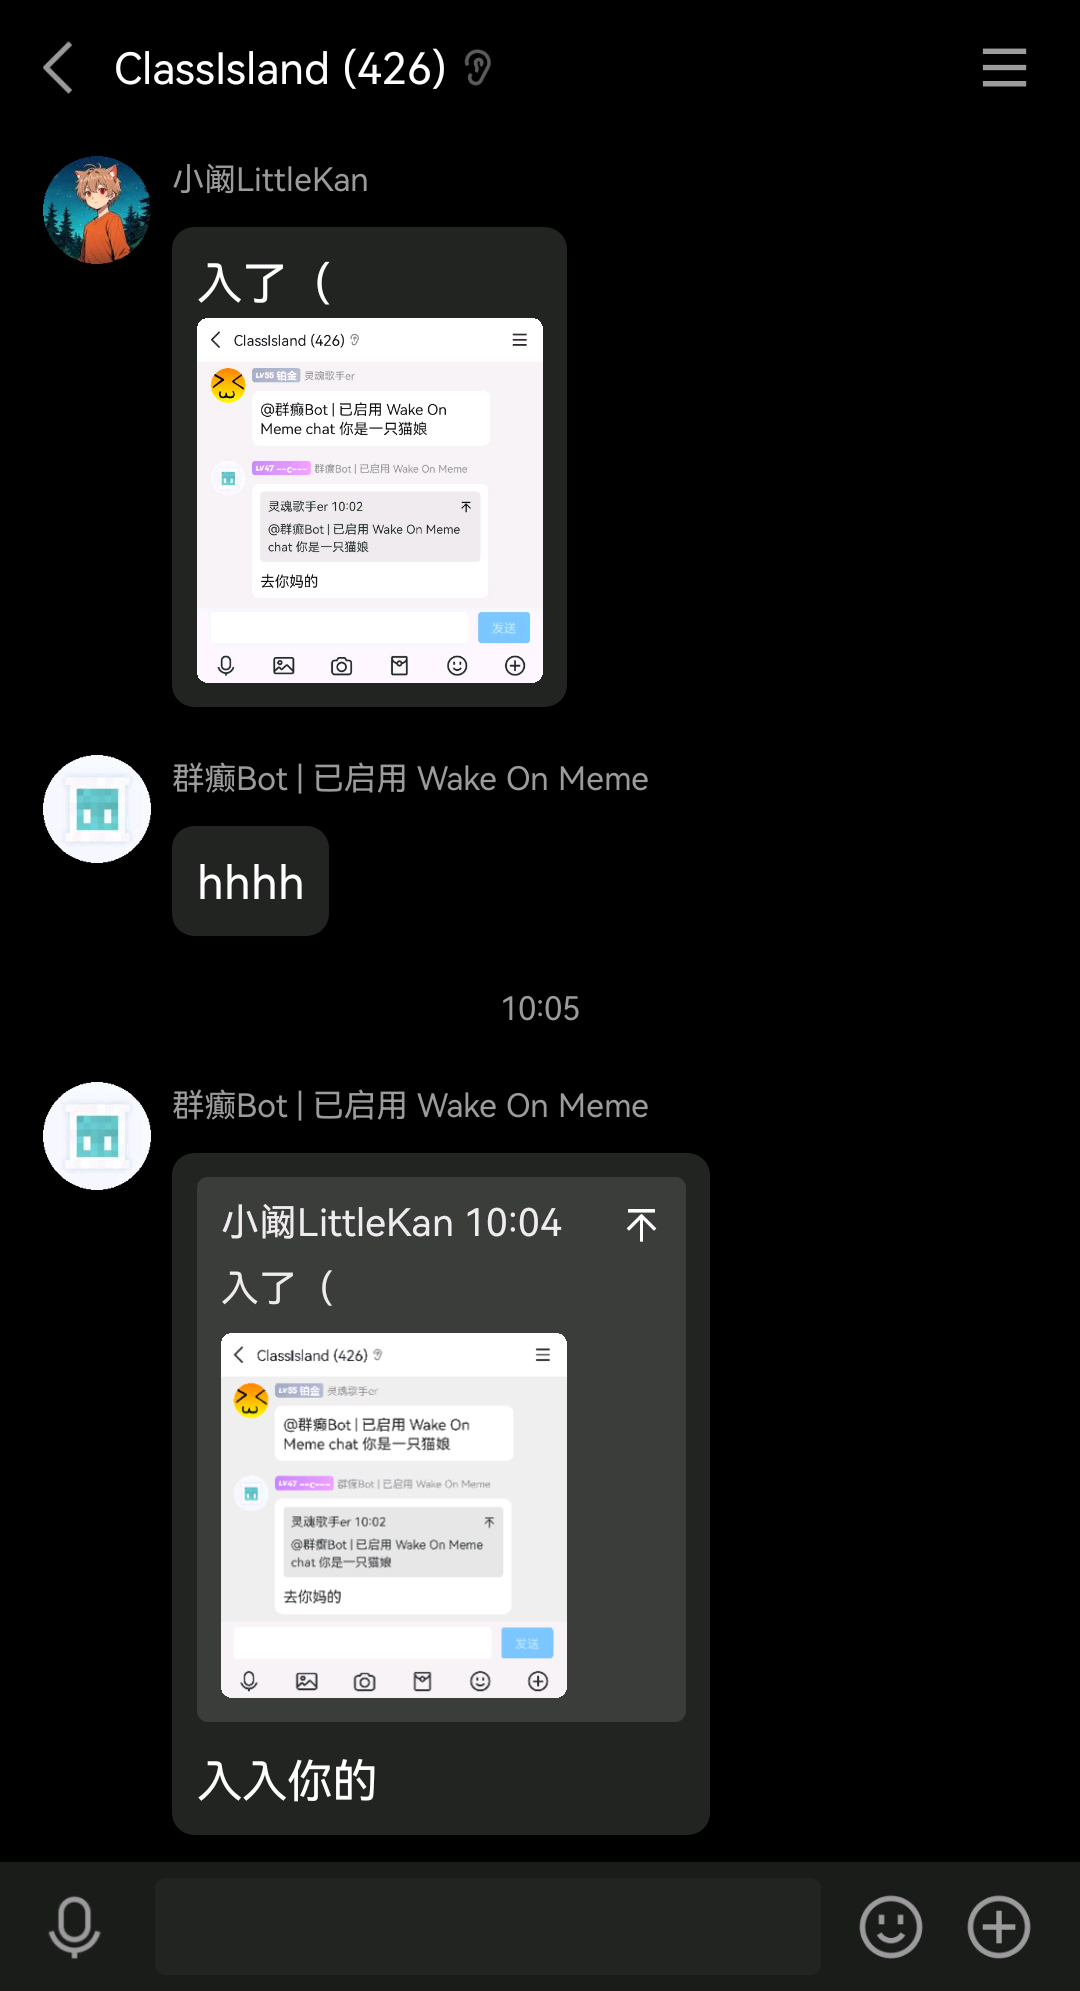 ClassIsland (426)
小阚LittleKan
入了（
ClassIsland (426)
LV55 铂金 灵魂歌手er
@群癫Bot | 已启用 Wake On
Meme chat 你是一只猫娘
LV47 --c--- 群癫Bot | 已启用 Wake On Meme
灵魂歌手er 10:02
@群癫Bot | 已启用 Wake On Meme
chat 你是一只猫娘
去你妈的
发送
群癫Bot | 已启用 Wake On Meme
hhhh
10:05
群癫Bot | 已启用 Wake On Meme
小阚LittleKan 10:04
入了（
ClassIsland (426)
LV55 铂金 灵魂歌手er
@群癫Bot | 已启用 Wake On
Meme chat 你是一只猫娘
LV47 --c--- 群癫Bot | 已启用 Wake On Meme
灵魂歌手er 10:02
@群癫Bot | 已启用 Wake On Meme
chat 你是一只猫娘
去你妈的
发送
入入你的